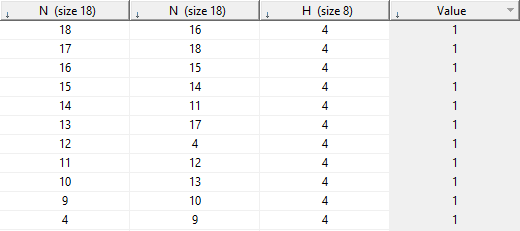 ↓ N (size 18) ↓ N (size 18) ↓ H (size 8) ↓ Value
18 16 4 1
17 18 4 1
16 15 4 1
15 14 4 1
14 11 4 1
13 17 4 1
12 4 4 1
11 12 4 1
10 13 4 1
9 10 4 1
4 9 4 1